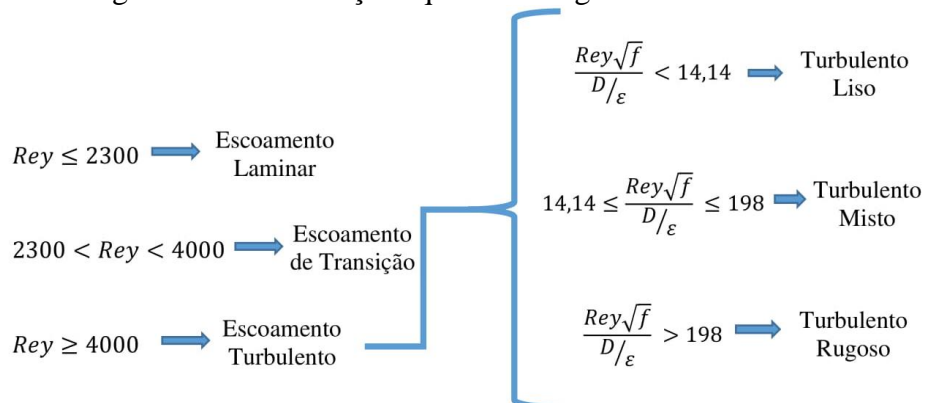 Rey ≤ 2300
Escoamento
Laminar
2300 < Rey < 4000
Escoamento
de Transição
Rey ≥ 4000
Escoamento
Turbulento
Rey√f / D/ε < 14,14
Turbulento
Liso
14,14 ≤ Rey√f / D/ε ≤ 198
Turbulento
Misto
Rey√f / D/ε > 198
Turbulento
Rugoso